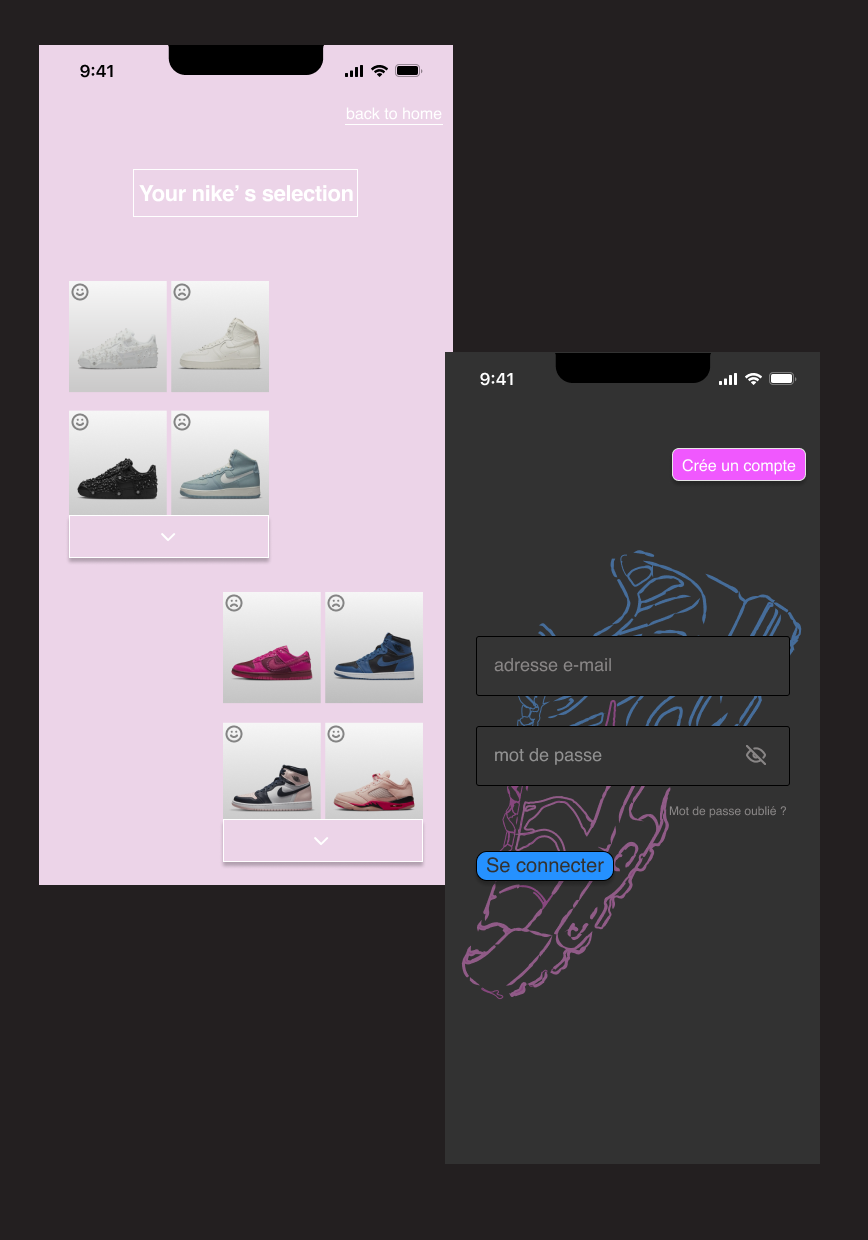 9:41
back to home
Your nike’ s selection
9:41
Crée un compte
adresse e-mail
mot de passe
Mot de passe oublié ?
Se connecter